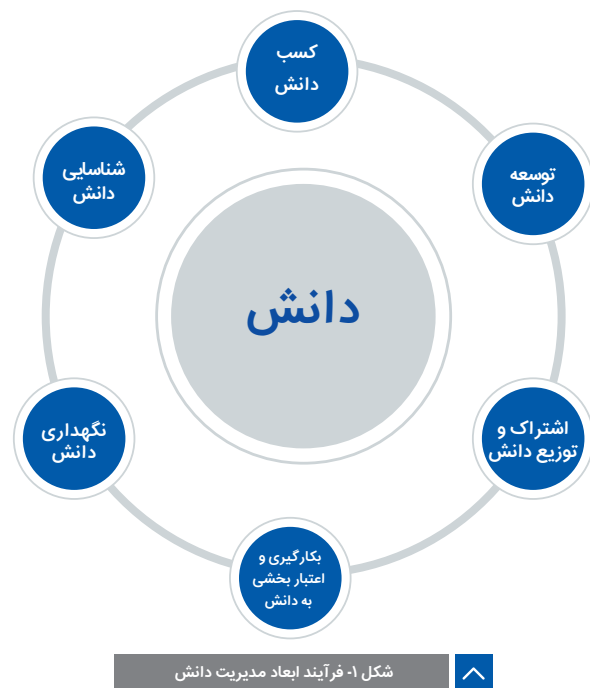 کسب
دانش
توسعه
دانش
اشتراک و
توزیع دانش
بکارگیری و
اعتبار بخشی
به دانش
نگهداری
دانش
شناسایی
دانش
دانش
شکل ۱- فرآیند ابعاد مدیریت دانش